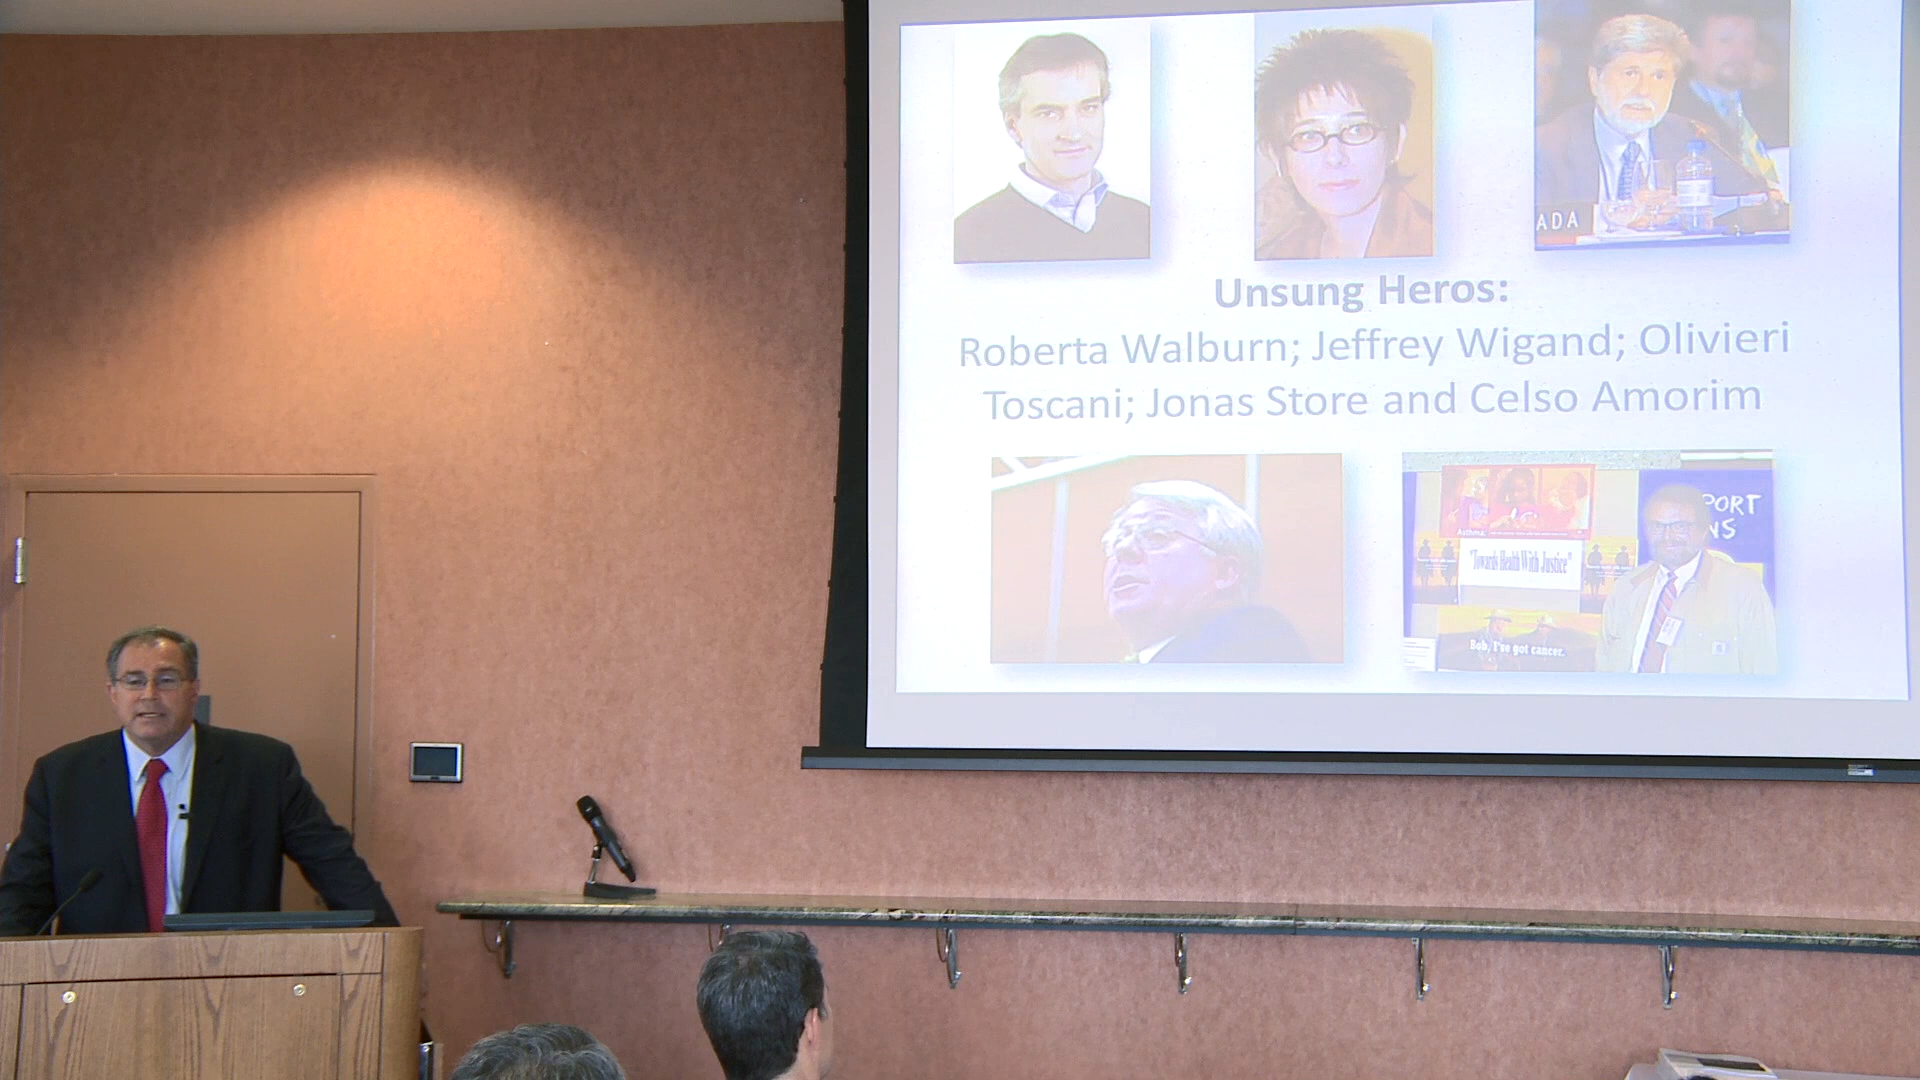 ADA
Unsung Heros:
Roberta Walburn; Jeffrey Wigand; Olivieri
Toscani; Jonas Store and Celso Amorim
PORT
NS
Asthma:
"Towards Health With Justice"
Bob, I've got cancer.